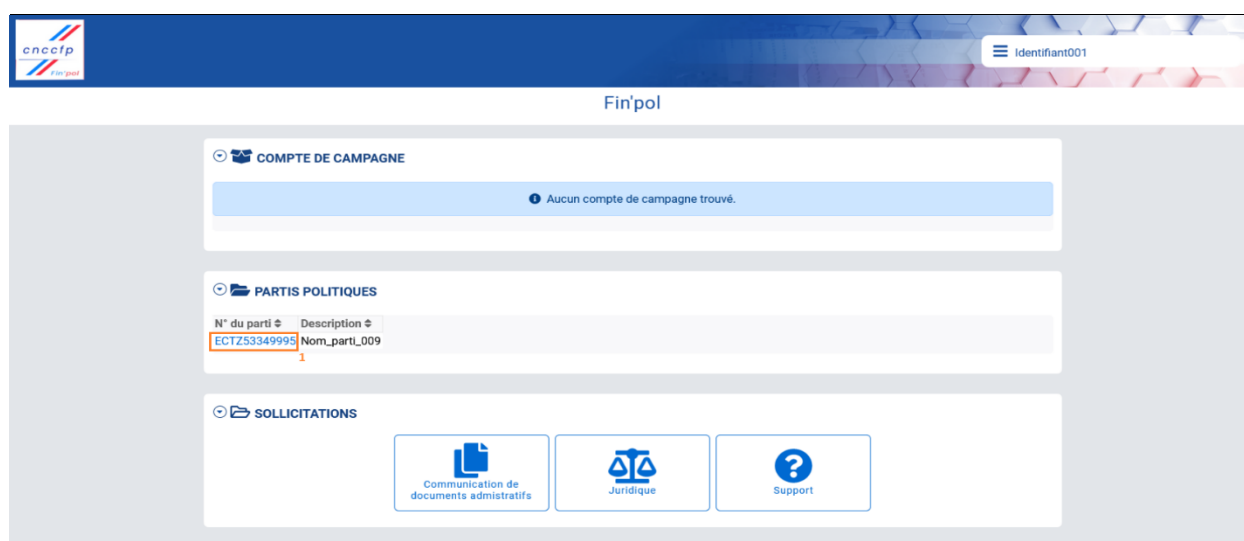 cnccfp
Fin'pol
Identifiant001
Fin'pol
COMPTE DE CAMPAGNE
Aucun compte de campagne trouvé.
PARTIS POLITIQUES
N° du parti Description
ECTZ53349995 Nom_parti_009
1
SOLLICITATIONS
Communication de
documents admistratifs
Juridique
Support